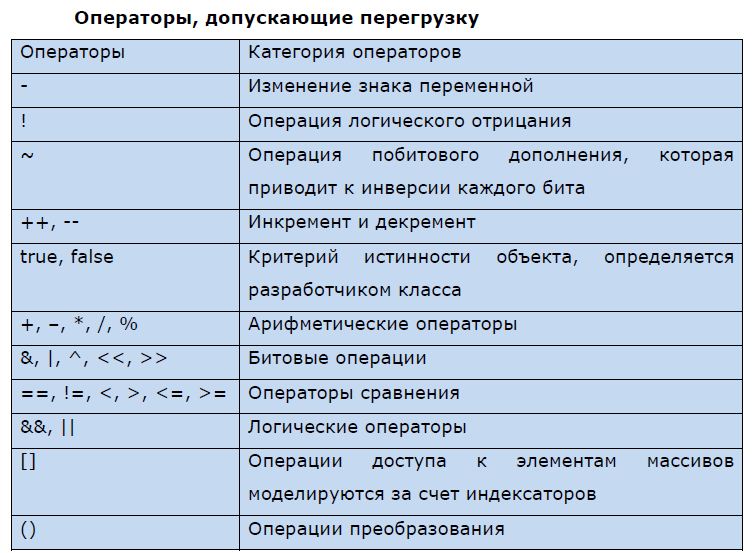 Операторы, допускающие перегрузку
Операторы Категория операторов
- Изменение знака переменной
! Операция логического отрицания
~ Операция побитового дополнения, которая
приводит к инверсии каждого бита
++, -- Инкремент и декремент
true, false Критерий истинности объекта, определяется
разработчиком класса
+, –, *, /, % Арифметические операторы
&, |, ^, <<, >> Битовые операции
==, !=, <, >, <=, >= Операторы сравнения
&&, || Логические операторы
[] Операции доступа к элементам массивов
моделируются за счет индексаторов
() Операции преобразования